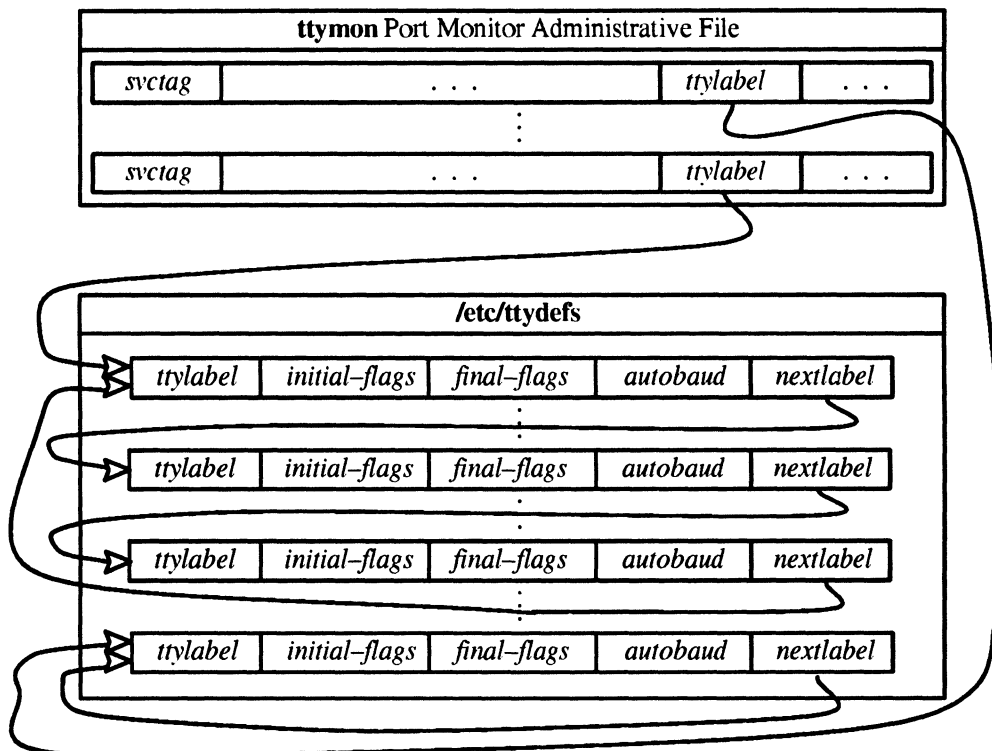 ttymon Port Monitor Administrative File
svctag . . . ttylabel . . .
svctag . . . ttylabel . . .
/etc/ttydefs
ttylabel initial–flags final–flags autobaud nextlabel
ttylabel initial–flags final–flags autobaud nextlabel
ttylabel initial–flags final–flags autobaud nextlabel
ttylabel initial–flags final–flags autobaud nextlabel